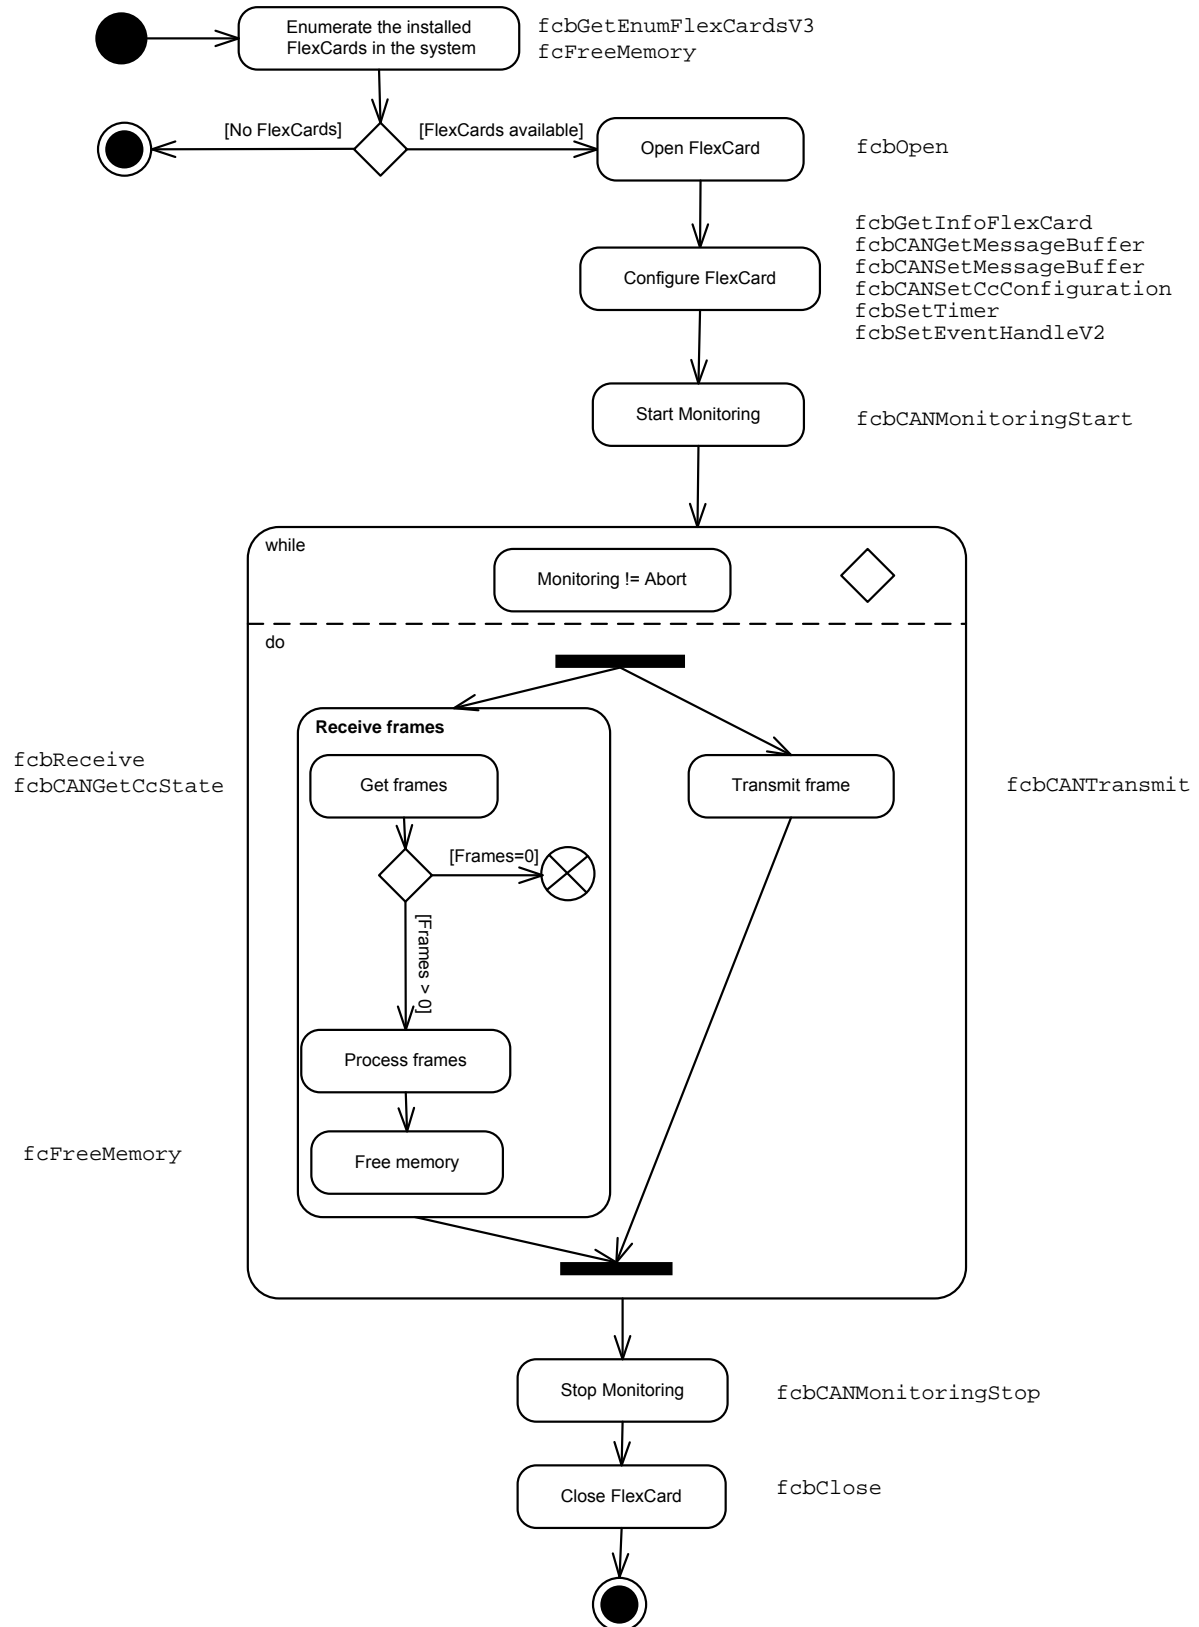 Enumerate the installed
FlexCards in the system
fcbGetEnumFlexCardsV3
fcFreeMemory
[No FlexCards]
[FlexCards available]
Open FlexCard
fcbOpen
Configure FlexCard
fcbGetInfoFlexCard
fcbCANGetMessageBuffer
fcbCANSetMessageBuffer
fcbCANSetCcConfiguration
fcbSetTimer
fcbSetEventHandleV2
Start Monitoring
fcbCANMonitoringStart
while
Monitoring != Abort
do
Receive frames
fcbReceive
fcbCANGetCcState
Get frames
Transmit frame
fcbCANTransmit
[Frames=0]
[Frames > 0]
Process frames
fcFreeMemory
Free memory
Stop Monitoring
fcbCANMonitoringStop
Close FlexCard
fcbClose